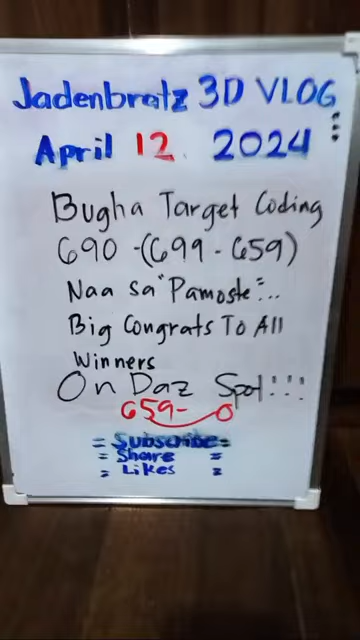 Jadenbratz 3D VLOG
April 12. 2024
Bugha Target Coding
690 -(699 - 659)
Naa sa "Pamoste"...
Big Congrats To All
Winners
On Daz Spot!!!
659- 0
= Subscribe=
= Share =
= Likes =